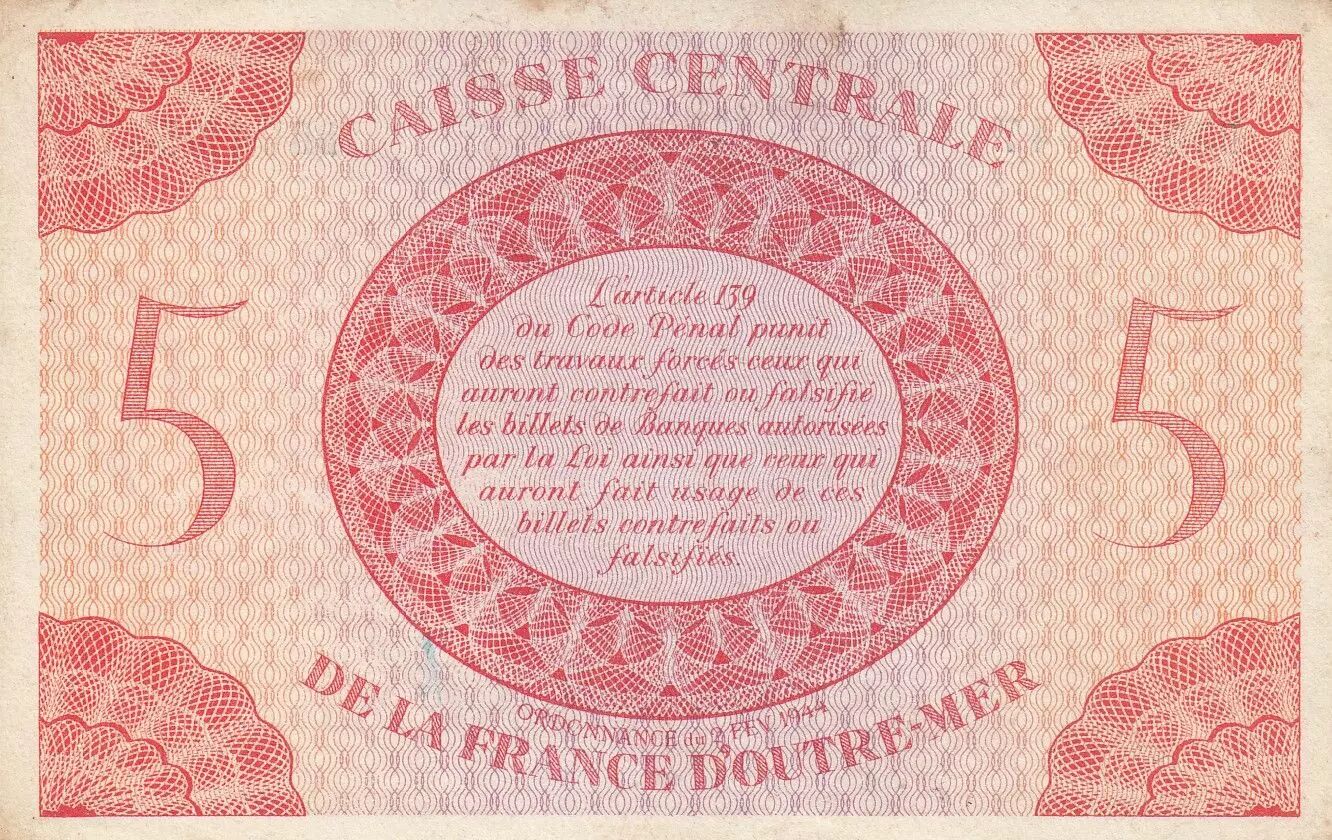 CAISSE CENTRALE
5
5
L'article 139
du Code Pénal punit
des travaux forcés ceux qui
auront contrefait ou falsifié
les billets de Banques autorisées
par la Loi ainsi que ceux qui
auront fait usage de ces
billets contrefaits ou
falsifiés.
ORDONNANCE du 2 FEV 1944
DE LA FRANCE D'OUTRE-MER